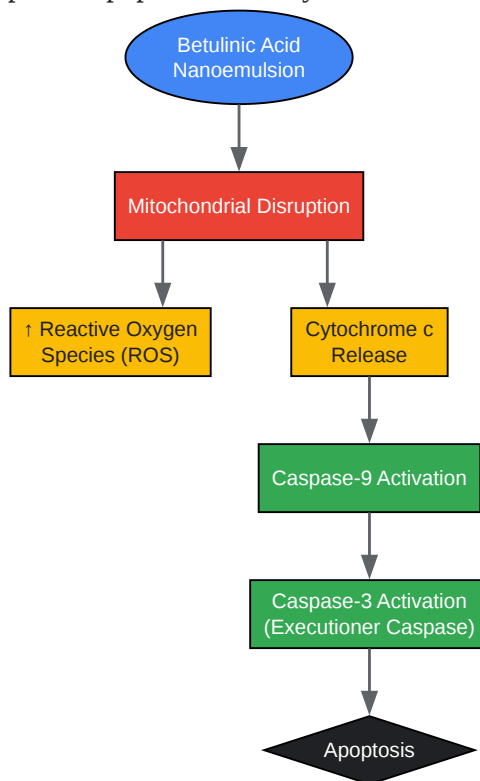 Betulinic Acid
Nanoemulsion
Mitochondrial Disruption
↑ Reactive Oxygen
Species (ROS)
Cytochrome c
Release
Caspase-9 Activation
Caspase-3 Activation
(Executioner Caspase)
Apoptosis